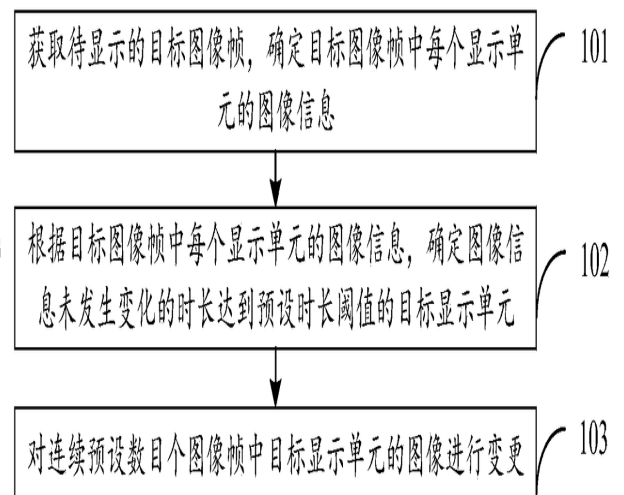 获取待显示的目标图像帧，确定目标图像帧中每个显示单
元的图像信息
101
根据目标图像帧中每个显示单元的图像信息，确定图像信
息未发生变化的时长达到预设时长阈值的目标显示单元
102
对连续预设数目个图像帧中目标显示单元的图像进行变更
103